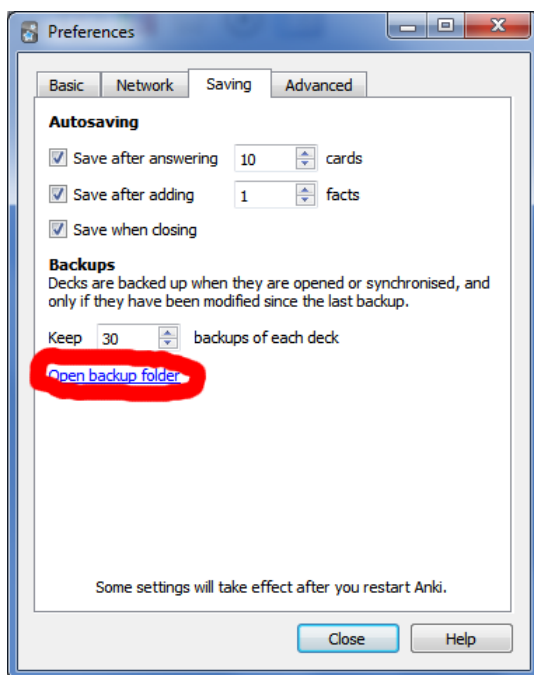 Preferences
Basic Network Saving Advanced
Autosaving
Save after answering 10 cards
Save after adding 1 facts
Save when closing
Backups
Decks are backed up when they are opened or synchronised, and
only if they have been modified since the last backup.
Keep 30 backups of each deck
Open backup folder
Some settings will take effect after you restart Anki.
Close Help